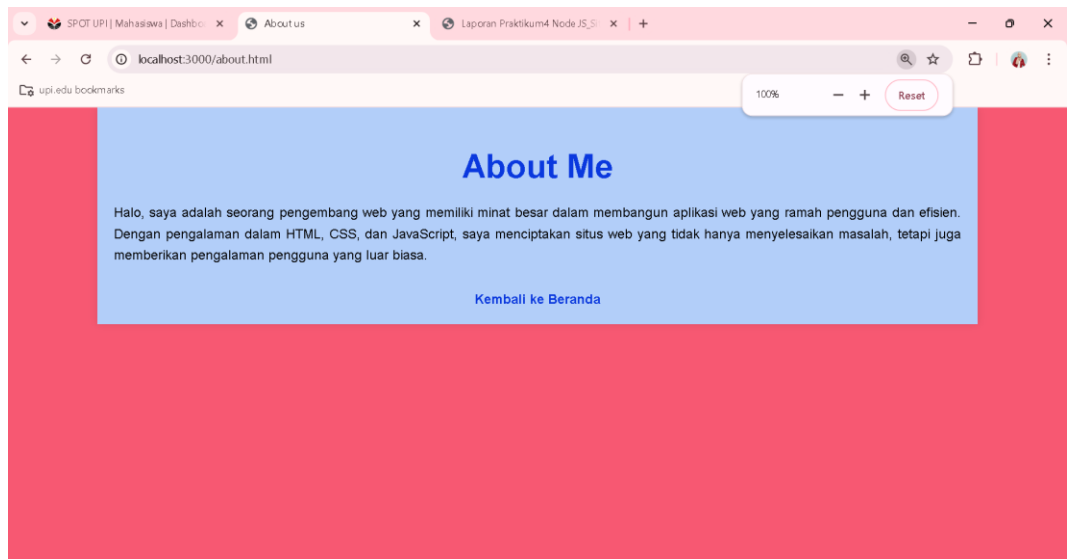 SPOT UPI | Mahasiswa | Dashbo
About us
Laporan Praktikum4 Node JS_S
localhost:3000/about.html
upi.edu bookmarks
100%
Reset
About Me
Halo, saya adalah seorang pengembang web yang memiliki minat besar dalam membangun aplikasi web yang ramah pengguna dan efisien.
Dengan pengalaman dalam HTML, CSS, dan JavaScript, saya menciptakan situs web yang tidak hanya menyelesaikan masalah, tetapi juga
memberikan pengalaman pengguna yang luar biasa.
Kembali ke Beranda